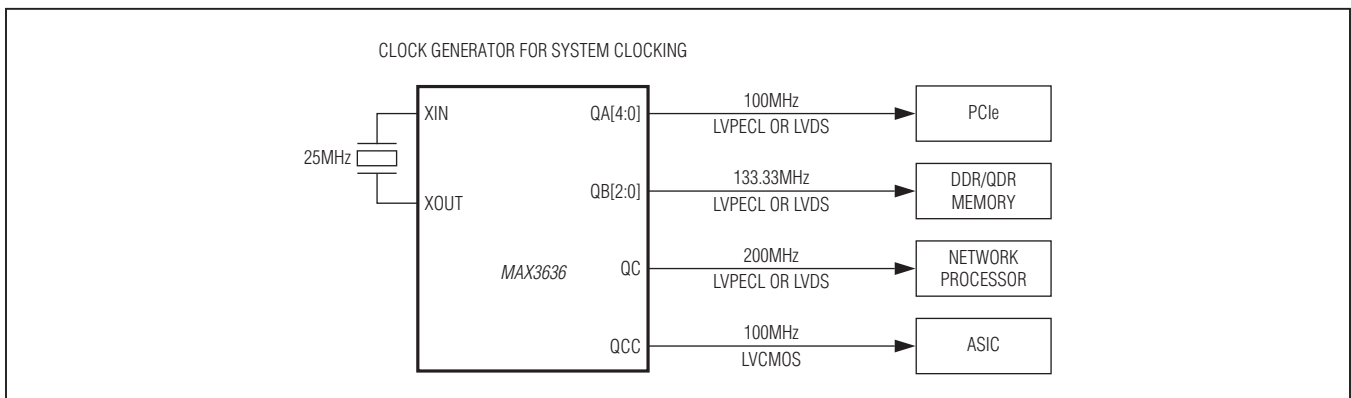 CLOCK GENERATOR FOR SYSTEM CLOCKING
XIN
QA[4:0]
100MHz
LVPECL OR LVDS
PCIe
25MHz
XOUT
QB[2:0]
133.33MHz
LVPECL OR LVDS
DDR/QDR
MEMORY
MAX3636
QC
200MHz
LVPECL OR LVDS
NETWORK
PROCESSOR
QCC
100MHz
LVCMOS
ASIC